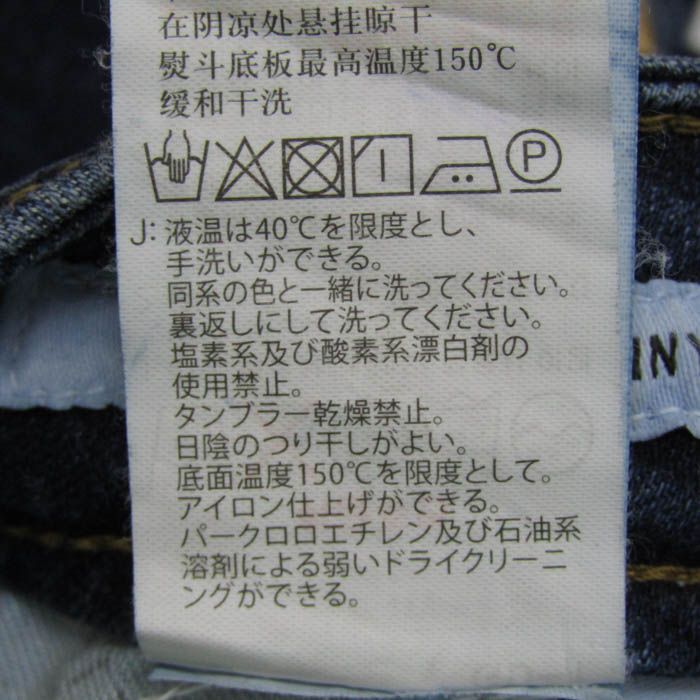 在阴凉处悬挂晾干
熨斗底板最高温度150℃
缓和干洗
P
J: 液温は40℃を限度とし、
手洗いができる。
同系の色と一緒に洗ってください。
裏返しにして洗ってください。
塩素系及び酸素系漂白剤の
使用禁止。
タンブラー乾燥禁止。
日陰のつり干しがよい。
底面温度150℃を限度として。
アイロン仕上げができる。
パークロロエチレン及び石油系
溶剤による弱いドライクリーニ
ングができる。
INY